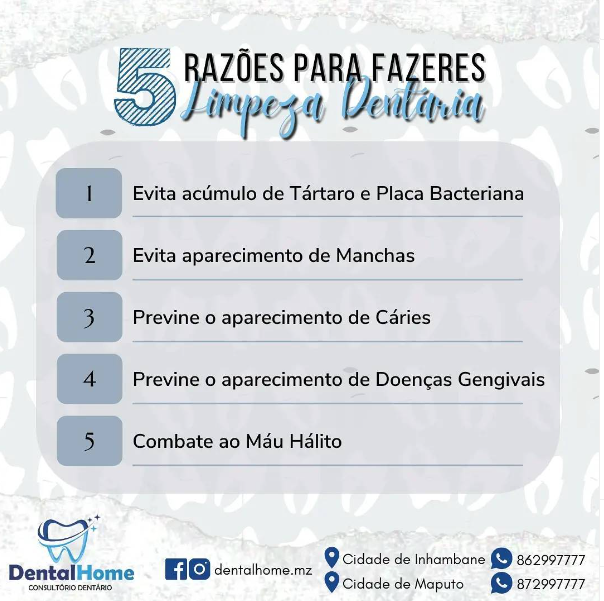 5 RAZÕES PARA FAZERES
Limpeza Dentária
1 Evita acúmulo de Tártaro e Placa Bacteriana
2 Evita aparecimento de Manchas
3 Previne o aparecimento de Cáries
4 Previne o aparecimento de Doenças Gengivais
5 Combate ao Máu Hálito
DentalHome
CONSULTÓRIO DENTÁRIO
dentalhome.mz
Cidade de Inhambane 862997777
Cidade de Maputo 872997777